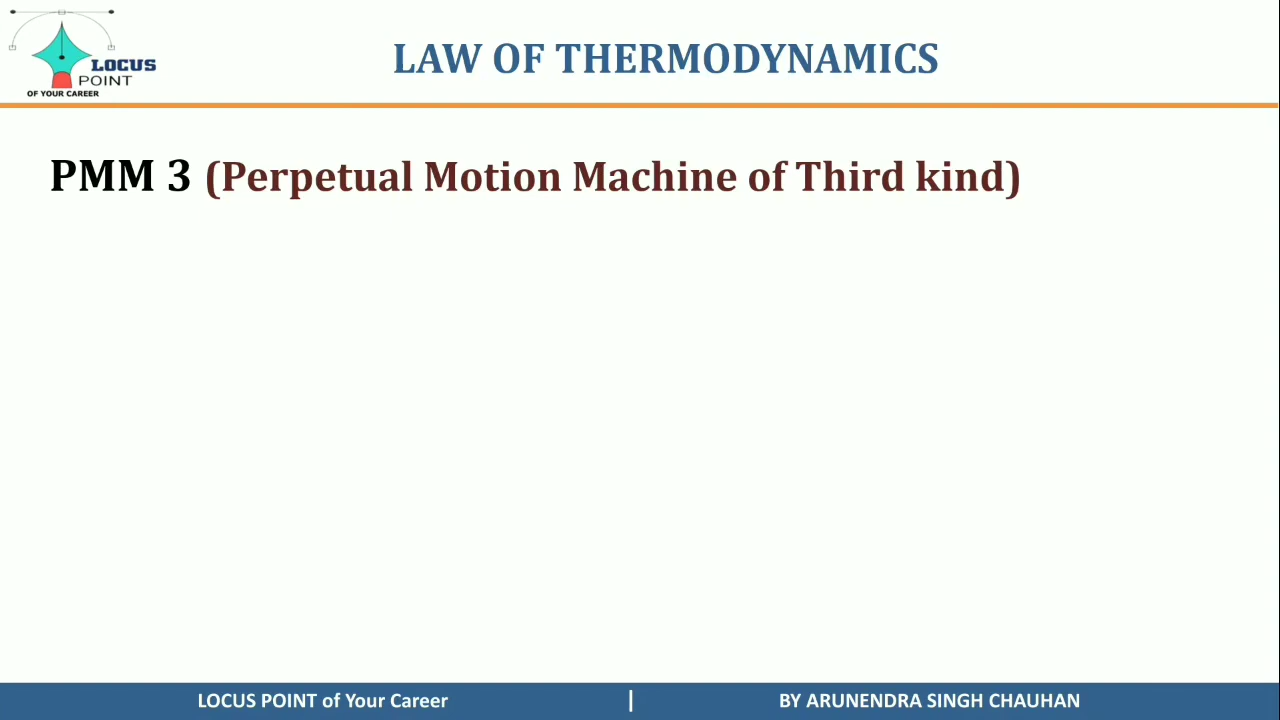 LOCUS
POINT
OF YOUR CAREER
LAW OF THERMODYNAMICS
PMM 3 (Perpetual Motion Machine of Third kind)
LOCUS POINT of Your Career | BY ARUNENDRA SINGH CHAUHAN